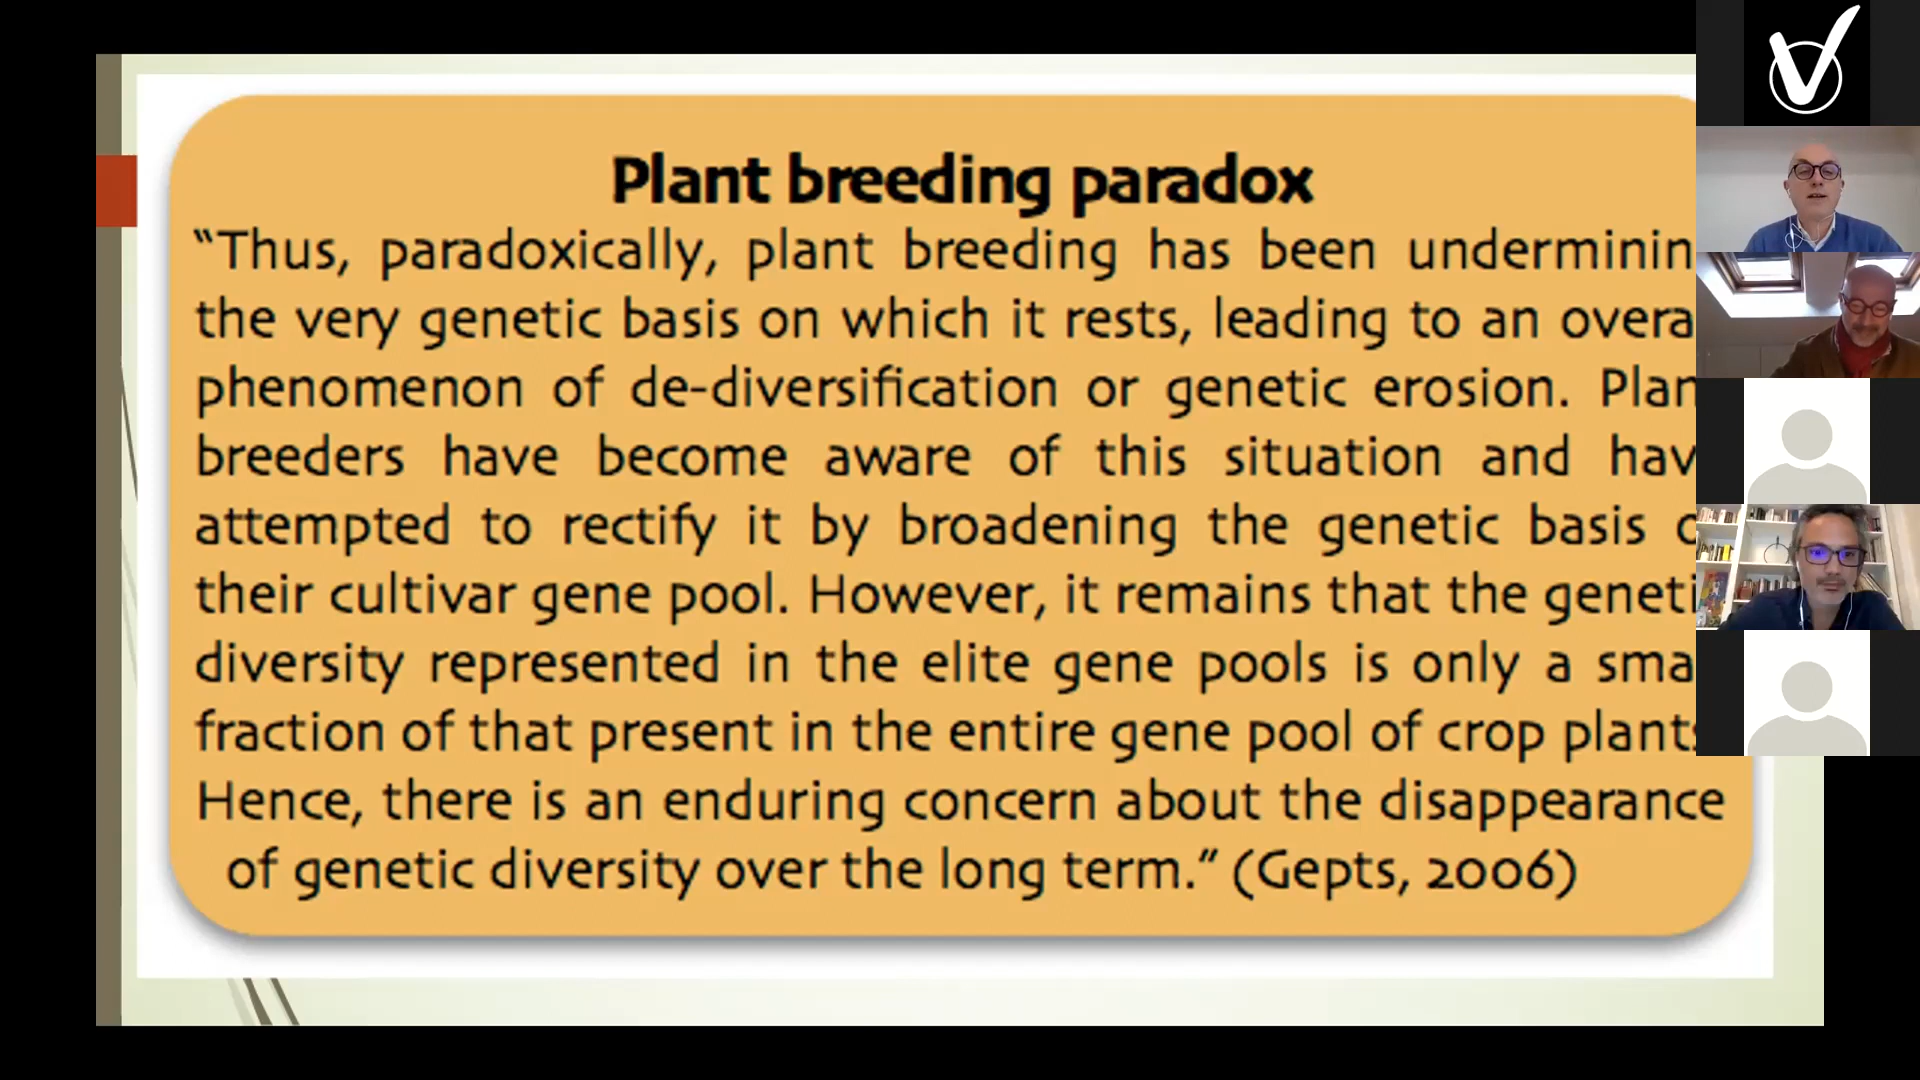 Plant breeding paradox
“Thus, paradoxically, plant breeding has been underminin
the very genetic basis on which it rests, leading to an overa
phenomenon of de-diversification or genetic erosion. Plan
breeders have become aware of this situation and hav
attempted to rectify it by broadening the genetic basis o
their cultivar gene pool. However, it remains that the geneti
diversity represented in the elite gene pools is only a sma
fraction of that present in the entire gene pool of crop plants
Hence, there is an enduring concern about the disappearance
of genetic diversity over the long term.” (Gepts, 2006)